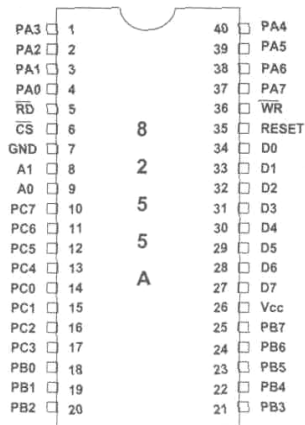 PA3 1 40 PA4
PA2 2 39 PA5
PA1 3 38 PA6
PA0 4 37 PA7
R̅D̅ 5 36 W̅R̅
C̅S̅ 6 8 35 RESET
GND 7 34 D0
A1 8 2 33 D1
A0 9 32 D2
PC7 10 5 31 D3
PC6 11 30 D4
PC5 12 5 29 D5
PC4 13 28 D6
PC0 14 A 27 D7
PC1 15 26 Vcc
PC2 16 25 PB7
PC3 17 24 PB6
PB0 18 23 PB5
PB1 19 22 PB4
PB2 20 21 PB3